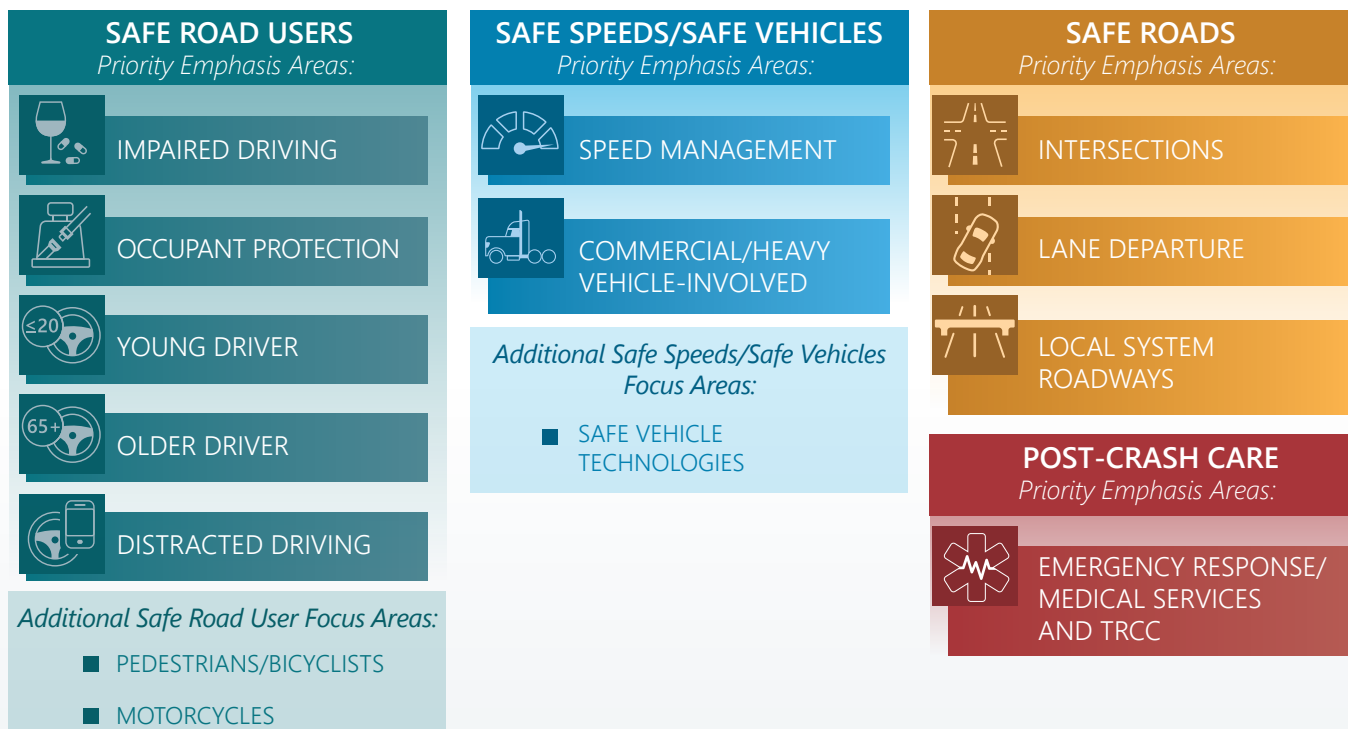 SAFE ROAD USERS
Priority Emphasis Areas:
IMPAIRED DRIVING
OCCUPANT PROTECTION
≤20
YOUNG DRIVER
65+
OLDER DRIVER
DISTRACTED DRIVING
Additional Safe Road User Focus Areas:
PEDESTRIANS/BICYCLISTS
MOTORCYCLES
SAFE SPEEDS/SAFE VEHICLES
Priority Emphasis Areas:
SPEED MANAGEMENT
COMMERCIAL/HEAVY
VEHICLE-INVOLVED
Additional Safe Speeds/Safe Vehicles
Focus Areas:
SAFE VEHICLE
TECHNOLOGIES
SAFE ROADS
Priority Emphasis Areas:
INTERSECTIONS
LANE DEPARTURE
LOCAL SYSTEM
ROADWAYS
POST-CRASH CARE
Priority Emphasis Areas:
EMERGENCY RESPONSE/
MEDICAL SERVICES
AND TRCC